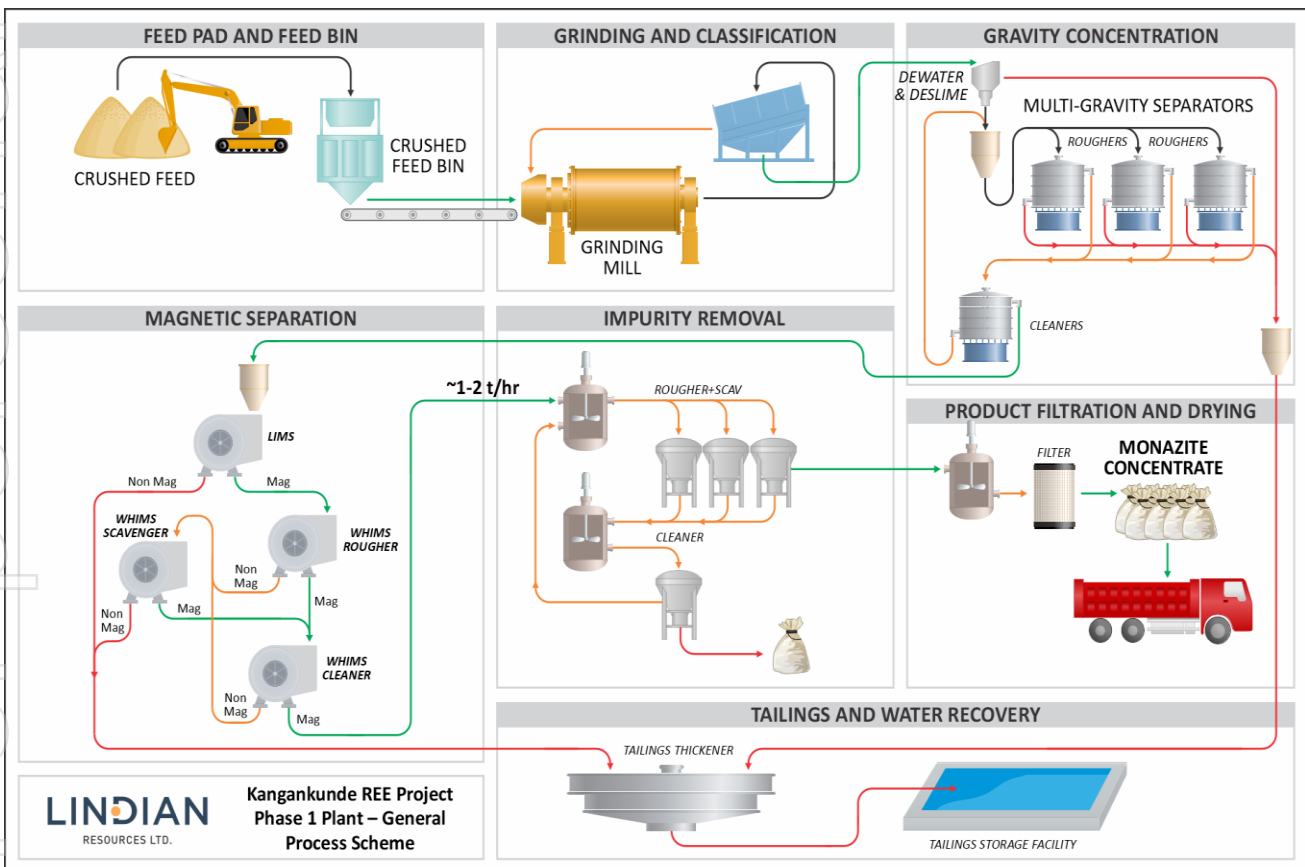 FEED PAD AND FEED BIN
CRUSHED FEED
CRUSHED
FEED BIN
GRINDING AND CLASSIFICATION
GRINDING
MILL
GRAVITY CONCENTRATION
DEWATER
& DESLIME
MULTI-GRAVITY SEPARATORS
ROUGHERS
ROUGHERS
CLEANERS
MAGNETIC SEPARATION
LIMS
Non Mag
Mag
WHIMS
SCAVENGER
WHIMS
ROUGHER
Non
Mag
Mag
Non
Mag
Mag
WHIMS
CLEANER
Non
Mag
Mag
IMPURITY REMOVAL
~1-2 t/hr
ROUGHER+SCAV
CLEANER
PRODUCT FILTRATION AND DRYING
FILTER
MONAZITE
CONCENTRATE
TAILINGS AND WATER RECOVERY
TAILINGS THICKENER
TAILINGS STORAGE FACILITY
LINDIAN
RESOURCES LTD.
Kangankunde REE Project
Phase 1 Plant – General
Process Scheme